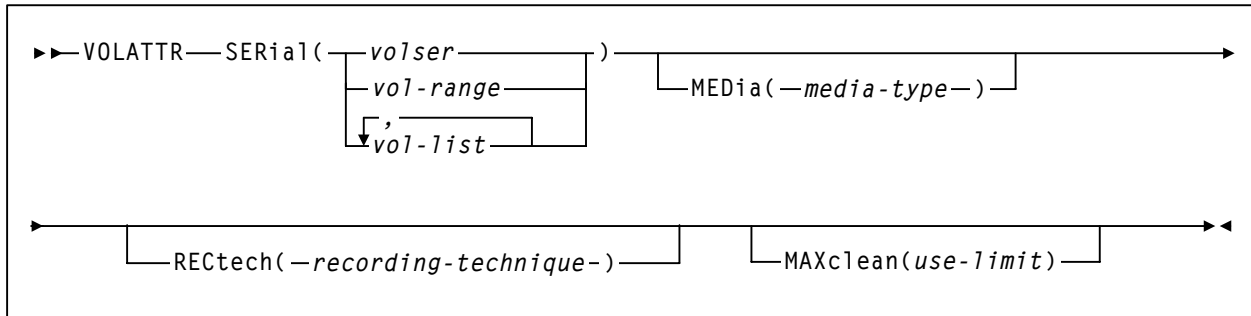 VOLATTR SERial( volser )
MEDia( media-type )
vol-range
,
vol-list
RECtech( recording-technique )
MAXclean(use-limit)